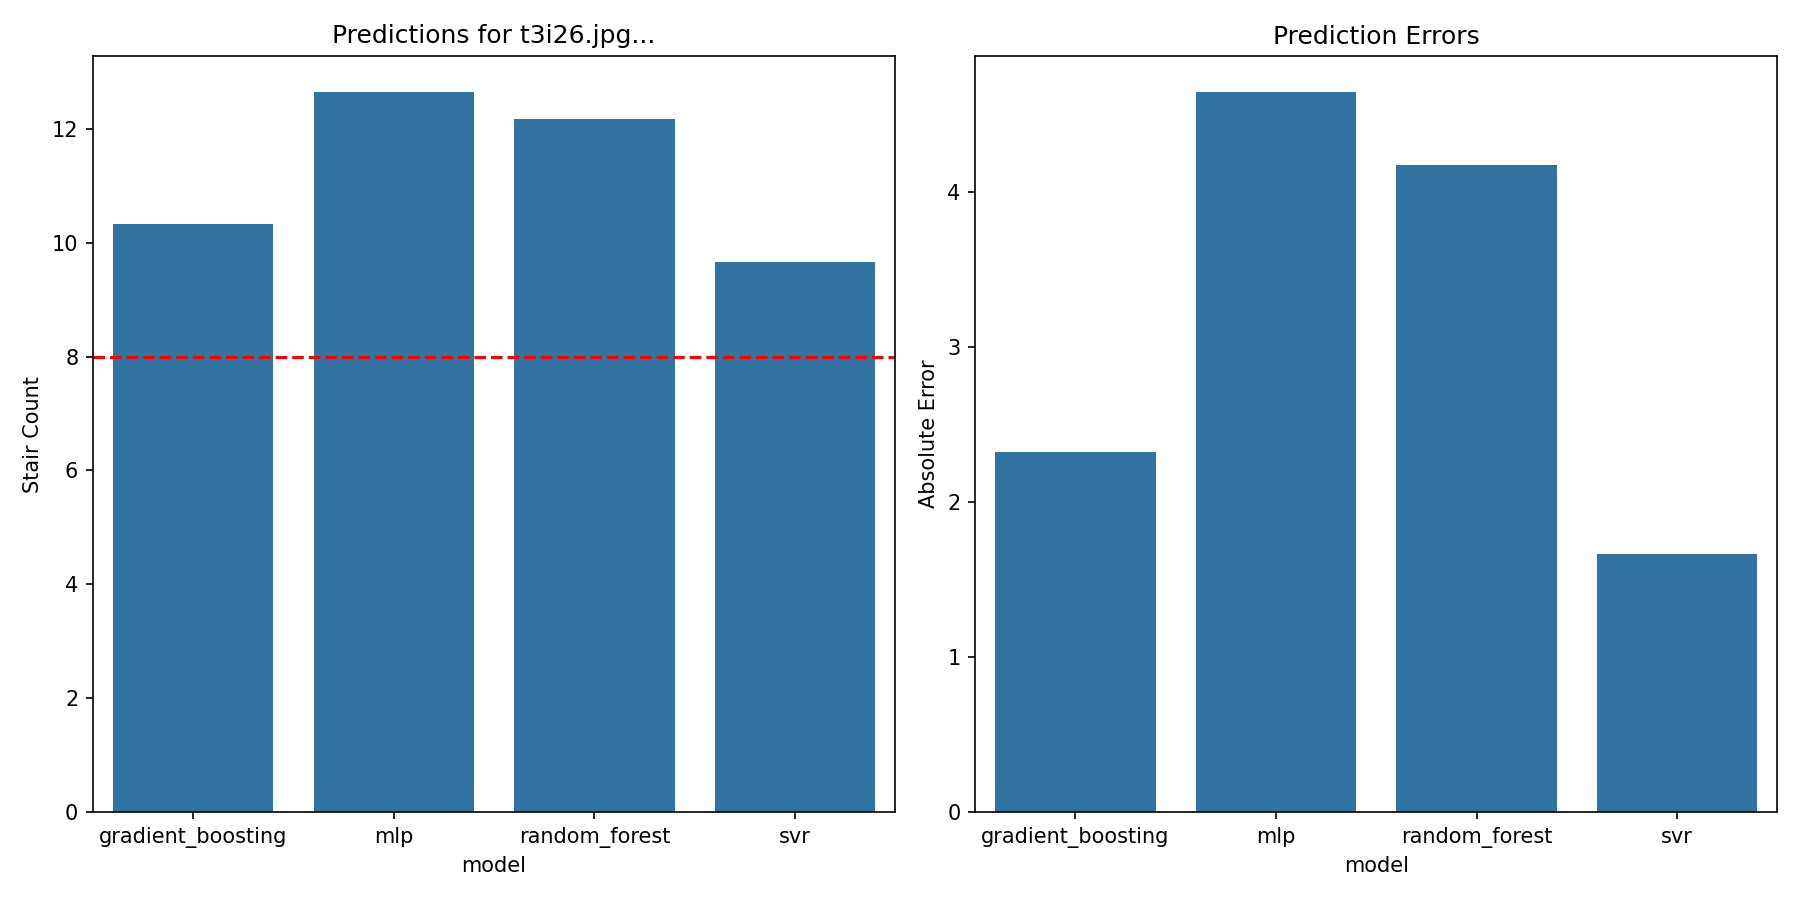 Predictions for t3i26.jpg...
Stair Count
12
10
8
6
4
2
0
gradient_boosting mlp random_forest svr
model
Prediction Errors
Absolute Error
4
3
2
1
0
gradient_boosting mlp random_forest svr
model